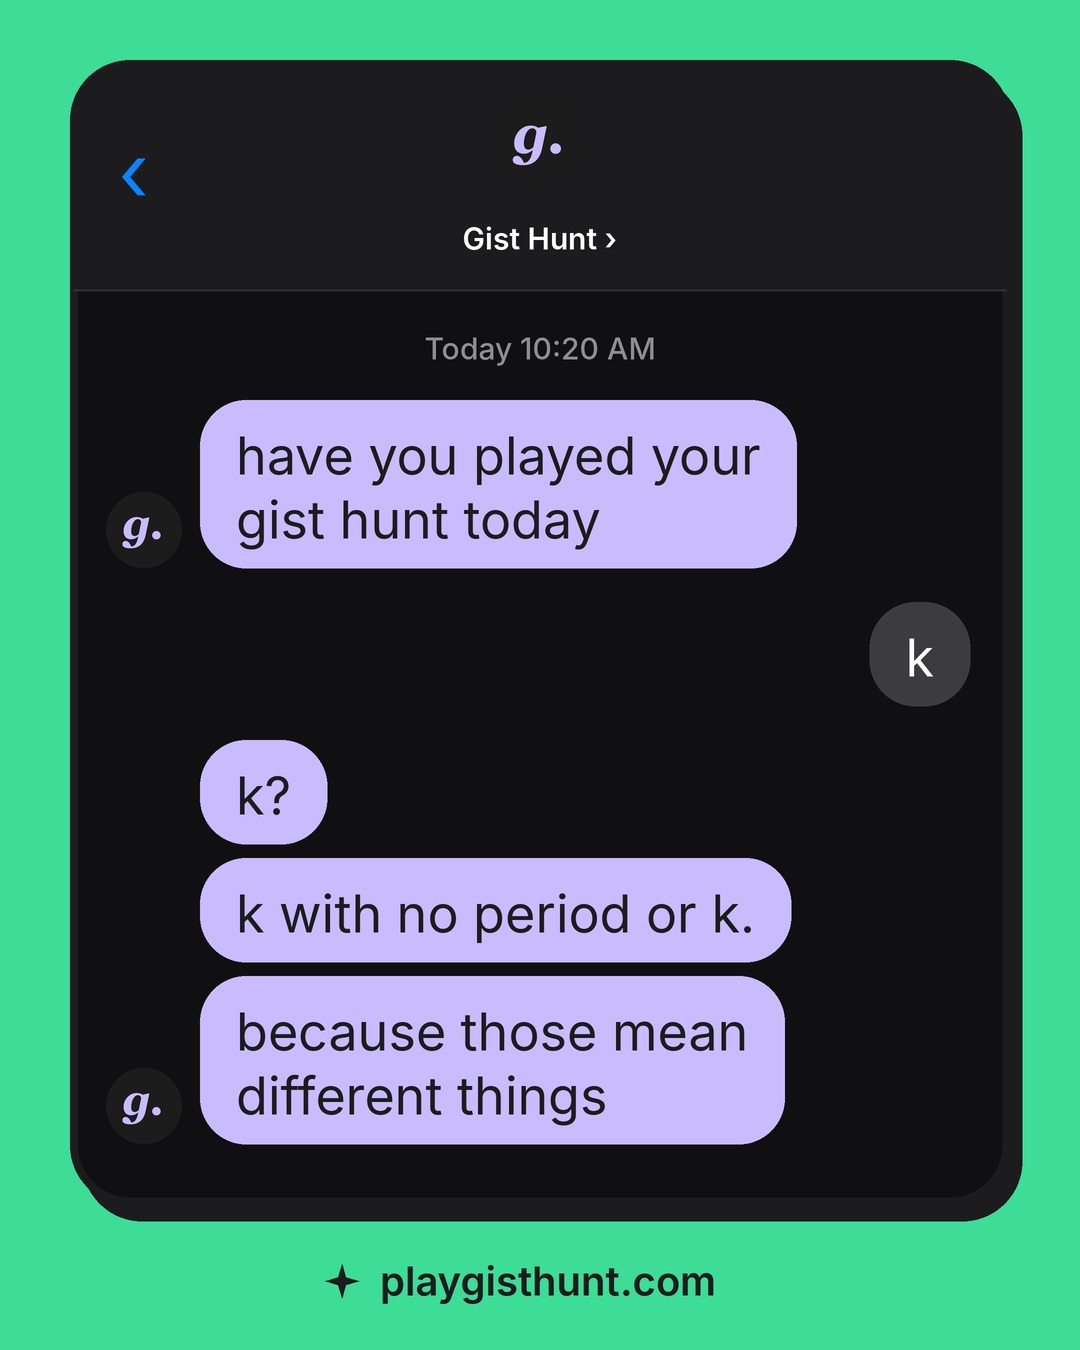 g.
Gist Hunt ›
Today 10:20 AM
have you played your
gist hunt today
g.
k
k?
k with no period or k.
because those mean
different things
g.
playgisthunt.com